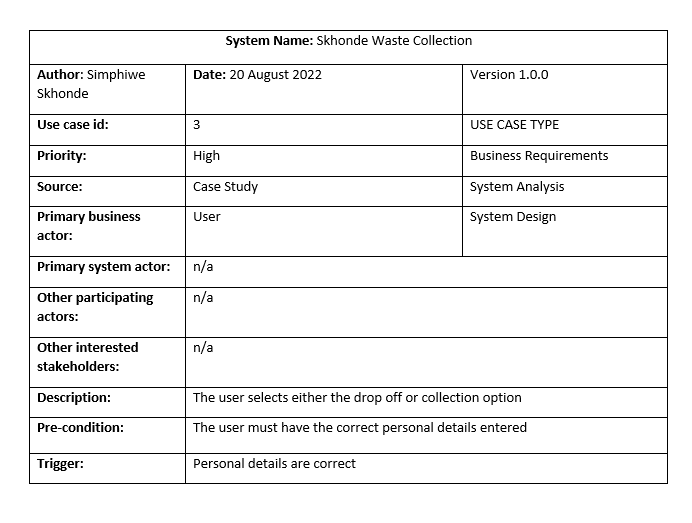 System Name: Skhonde Waste Collection
Author: Simphiwe
Skhonde
Date: 20 August 2022
Version 1.0.0
Use case id:
3
USE CASE TYPE
Priority:
High
Business Requirements
Source:
Case Study
System Analysis
Primary business
actor:
User
System Design
Primary system actor:
n/a
Other participating
actors:
n/a
Other interested
stakeholders:
n/a
Description:
The user selects either the drop off or collection option
Pre-condition:
The user must have the correct personal details entered
Trigger:
Personal details are correct